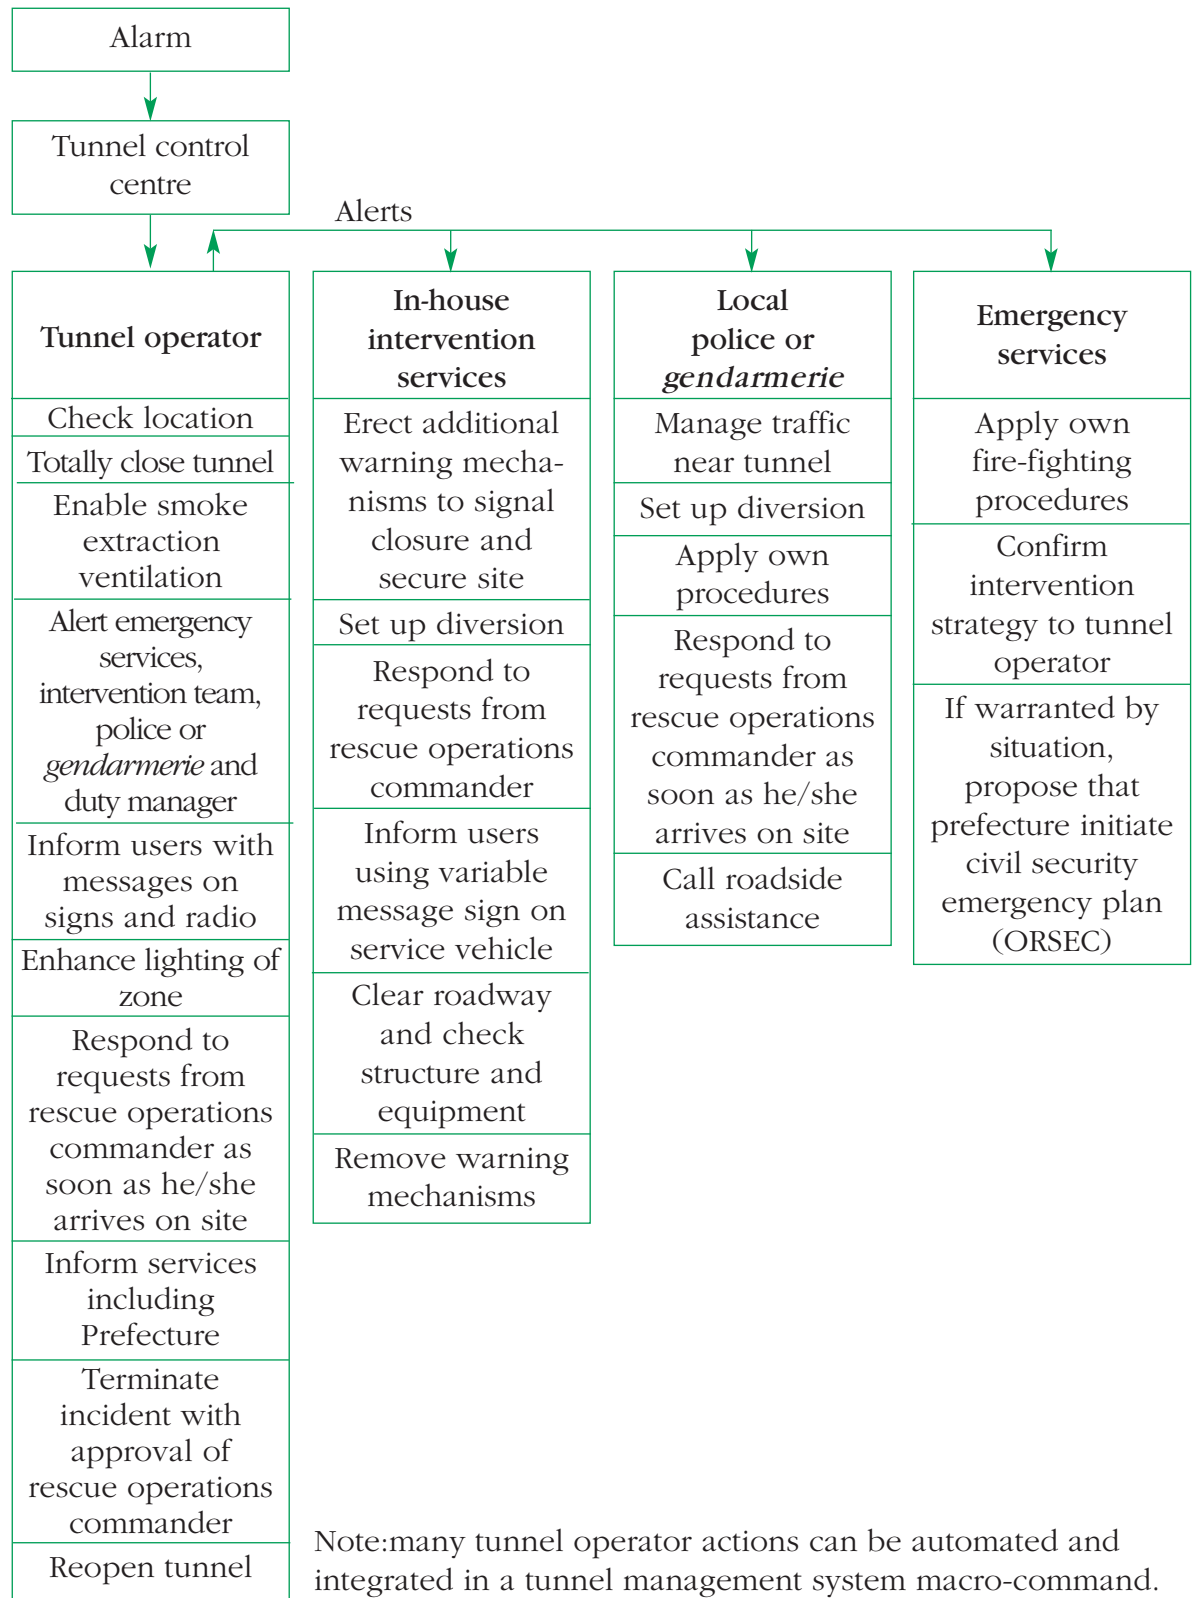 Alarm
Tunnel control
centre
Alerts
Tunnel operator
Check location
Totally close tunnel
Enable smoke
extraction
ventilation
Alert emergency
services,
intervention team,
police or
gendarmerie and
duty manager
Inform users with
messages on
signs and radio
Enhance lighting of
zone
Respond to
requests from
rescue operations
commander as
soon as he/she
arrives on site
Inform services
including
Prefecture
Terminate
incident with
approval of
rescue operations
commander
Reopen tunnel
In-house
intervention
services
Erect additional
warning mecha-
nisms to signal
closure and
secure site
Set up diversion
Respond to
requests from
rescue operations
commander
Inform users
using variable
message sign on
service vehicle
Clear roadway
and check
structure and
equipment
Remove warning
mechanisms
Local
police or
gendarmerie
Manage traffic
near tunnel
Set up diversion
Apply own
procedures
Respond to
requests from
rescue operations
commander as
soon as he/she
arrives on site
Call roadside
assistance
Emergency
services
Apply own
fire-fighting
procedures
Confirm
intervention
strategy to tunnel
operator
If warranted by
situation,
propose that
prefecture initiate
civil security
emergency plan
(ORSEC)
Note:many tunnel operator actions can be automated and
integrated in a tunnel management system macro-command.